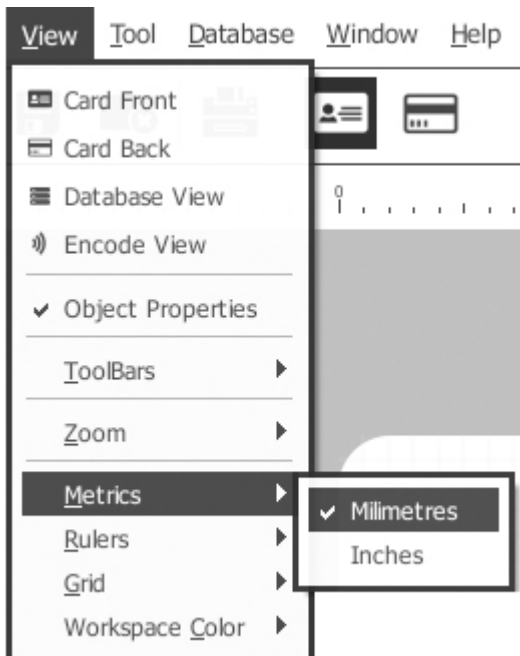 View Tool Database Window Help
Card Front
Card Back
Database View
0
Encode View
Object Properties
ToolBars
Zoom
Metrics
Milimetres
Rulers
Inches
Grid
Workspace Color